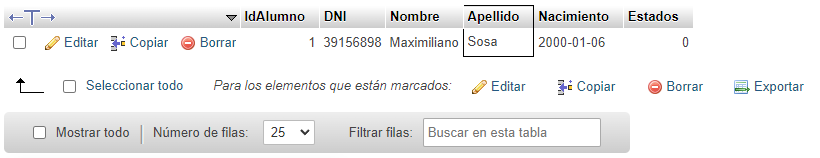 IdAlumno DNI Nombre Apellido Nacimiento Estados
Editar Copiar Borrar 1 39156898 Maximiliano Sosa 2000-01-06 0
Seleccionar todo Para los elementos que están marcados: Editar Copiar Borrar Exportar
Mostrar todo Número de filas: 25 Filtrar filas: Buscar en esta tabla